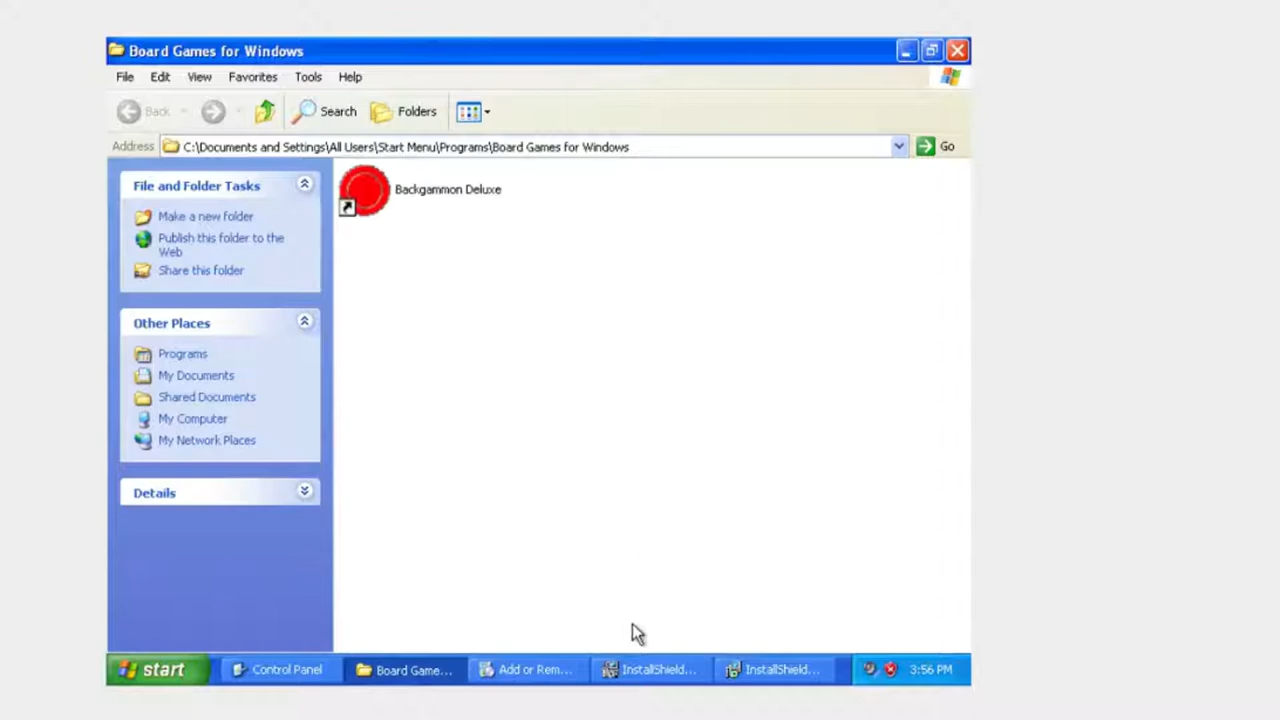 Board Games for Windows
File Edit View Favorites Tools Help
Back Search Folders
Address C:\Documents and Settings\All Users\Start Menu\Programs\Board Games for Windows Go
File and Folder Tasks
Make a new folder
Publish this folder to the
Web
Share this folder
Other Places
Programs
My Documents
Shared Documents
My Computer
My Network Places
Details
Backgammon Deluxe
start Control Panel Board Game... Add or Rem... InstallShield... InstallShield... 3:56 PM